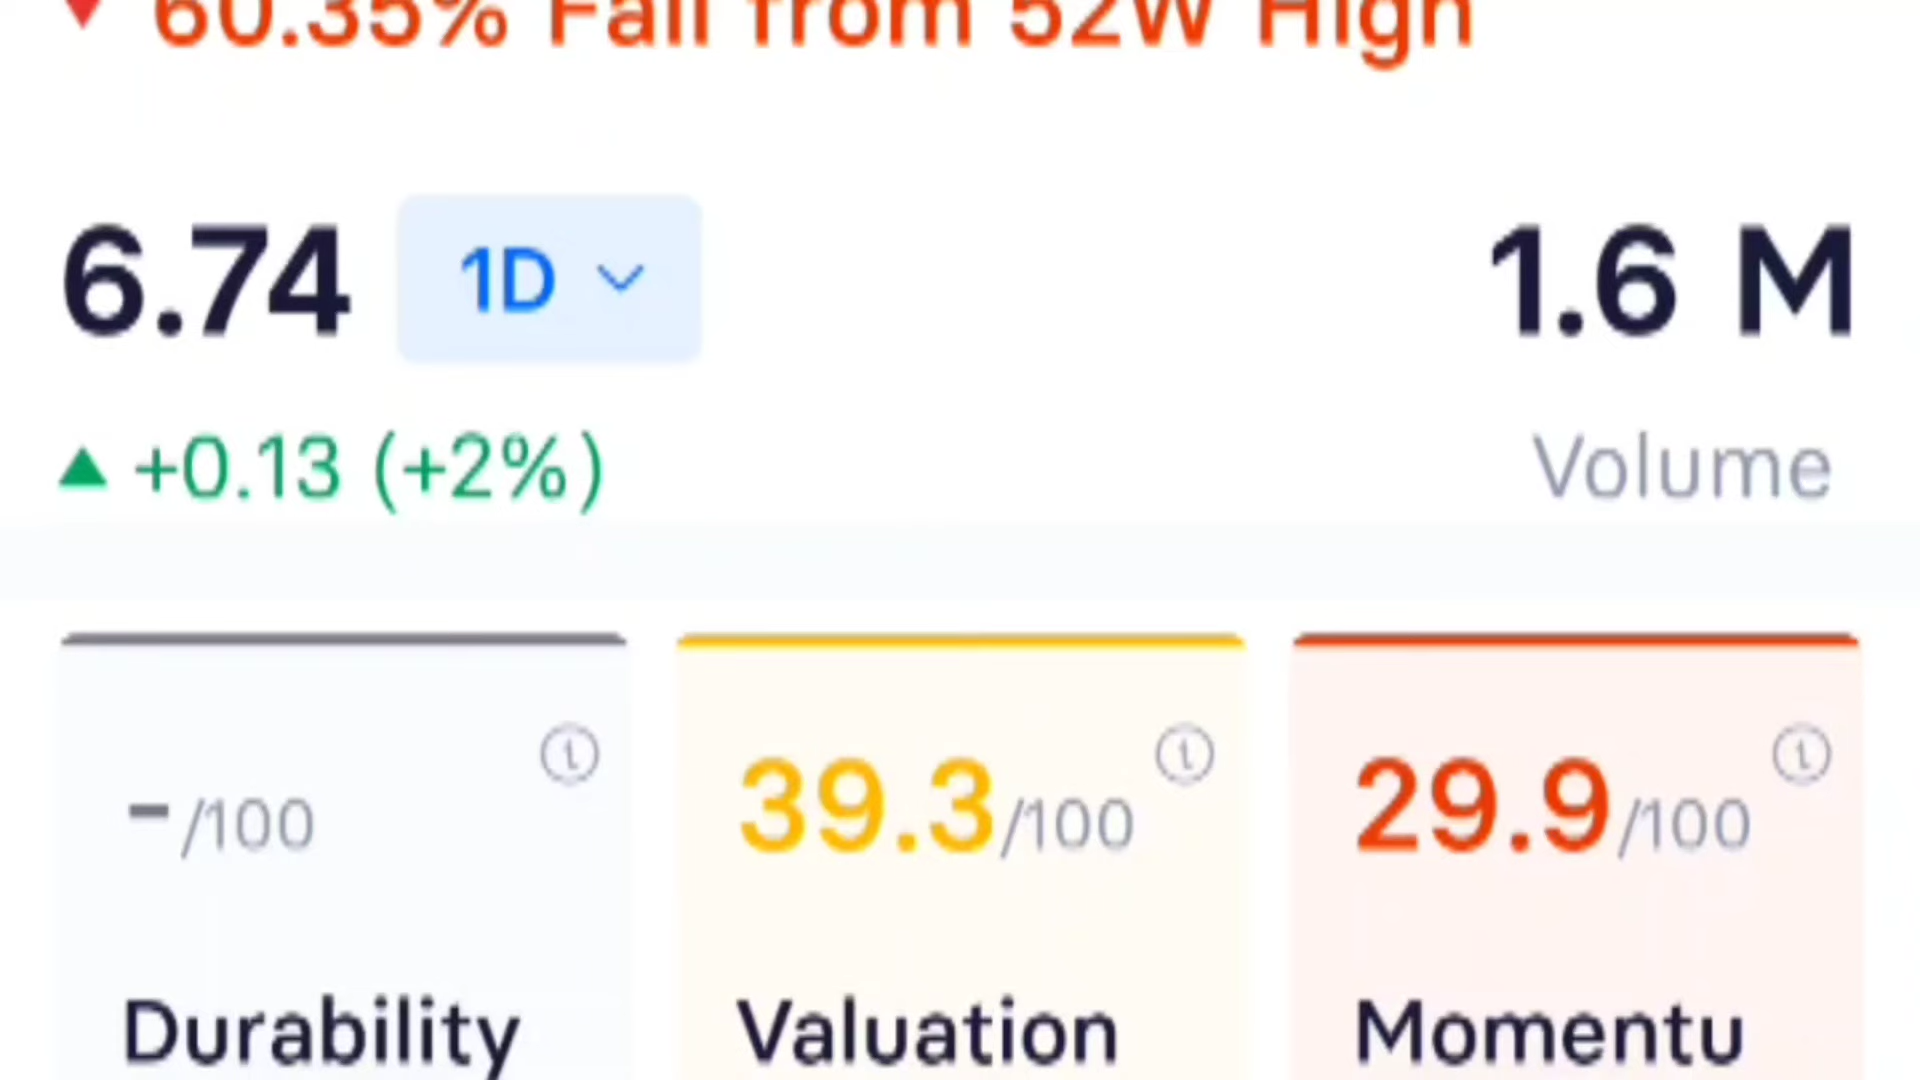 60.35% Fall from 52W High
6.74 1D 1.6 M
+0.13 (+2%) Volume
-/100 39.3/100 29.9/100
Durability Valuation Momentu